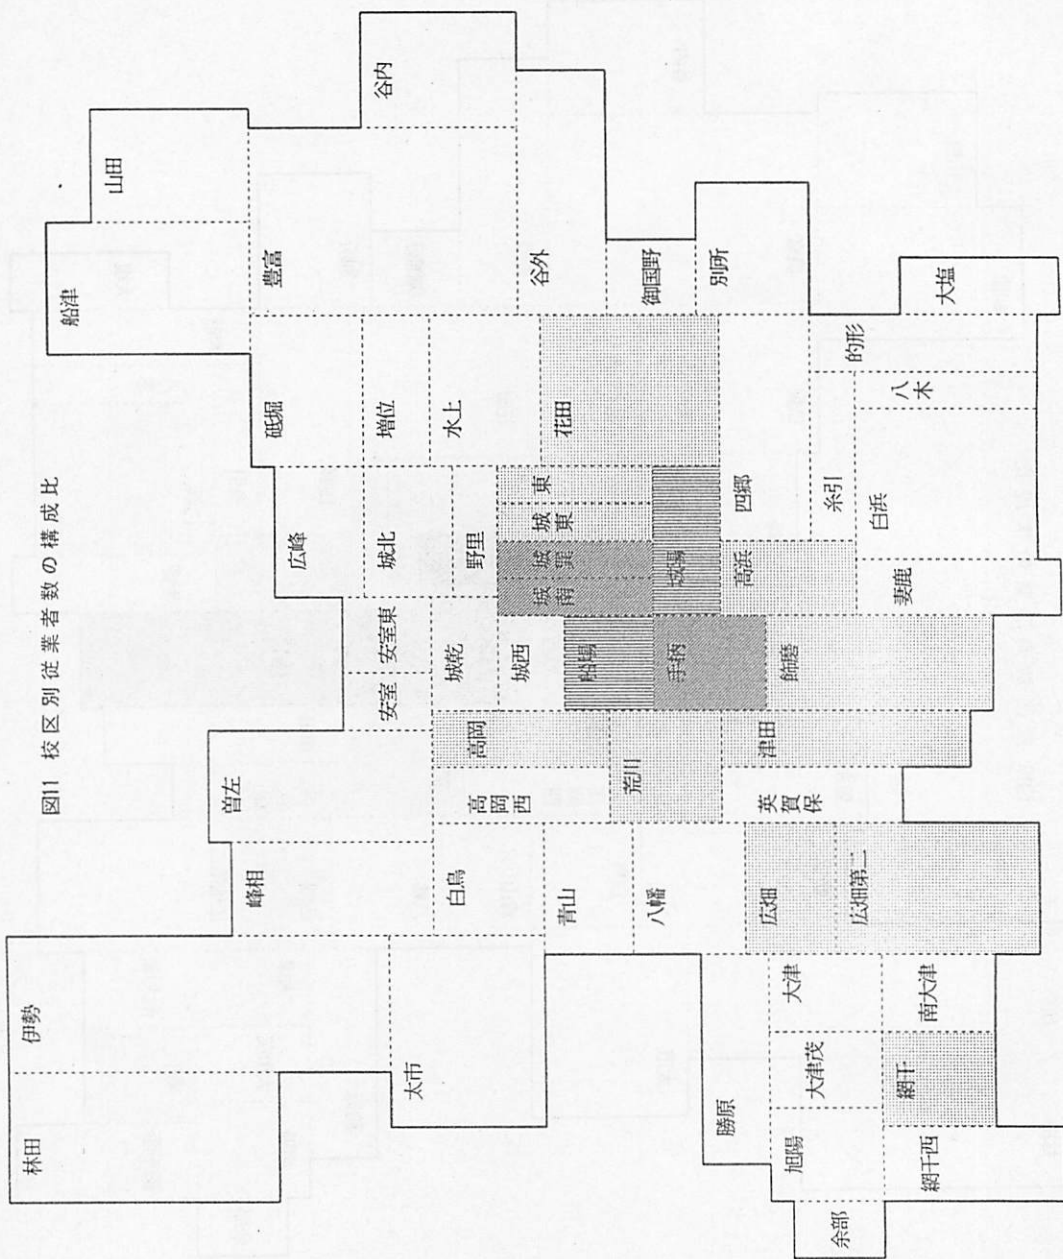 図11 校区別従業者数の構成比
林田
伊勢
太市
船津
山田
豊富
谷内
谷外
御国野
別所
大塩
的形
八木
砥堀
増位
水上
花田
広峰
城北
野里
東
城東
城巽
城南
城陽
四郷
糸引
白浜
高浜
妻鹿
安室東
安室
城乾
城西
船場
手柄
飾磨
曽左
高岡
高岡西
荒川
津田
英賀保
峰相
白鳥
青山
八幡
広畑
広畑第二
勝原
大津
大津茂
旭陽
南大津
網干
網干西
余部